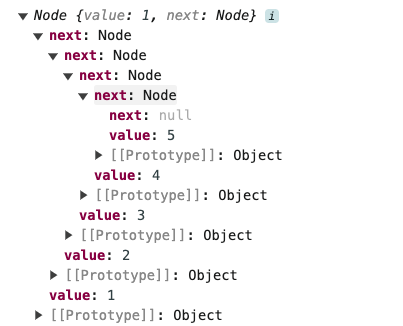 ▼ Node {value: 1, next: Node} i
▼ next: Node
▼ next: Node
▼ next: Node
▼ next: Node
next: null
value: 5
▶ [[Prototype]]: Object
value: 4
▶ [[Prototype]]: Object
value: 3
▶ [[Prototype]]: Object
value: 2
▶ [[Prototype]]: Object
value: 1
▶ [[Prototype]]: Object